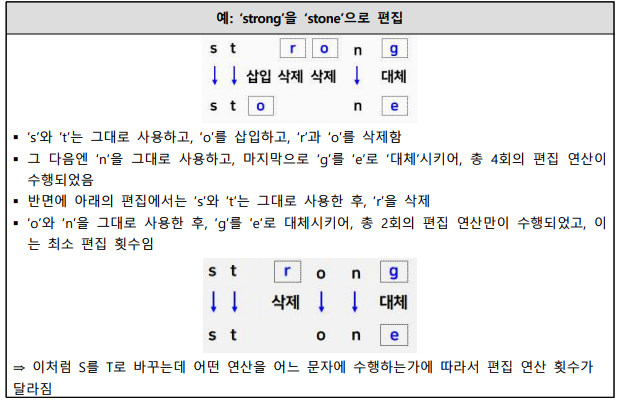 예: ‘strong’을 ‘stone’으로 편집
s t r o n g
삽입 삭제 삭제 대체
s t o n e
▪ ‘s’와 ‘t’는 그대로 사용하고, ‘o’를 삽입하고, ‘r’과 ‘o’를 삭제함
▪ 그 다음엔 ‘n’을 그대로 사용하고, 마지막으로 ‘g’를 ‘e’로 ‘대체’시키어, 총 4회의 편집 연산이
수행되었음
▪ 반면에 아래의 편집에서는 ‘s’와 ‘t’는 그대로 사용한 후, ‘r’을 삭제
▪ ‘o’와 ‘n’을 그대로 사용한 후, ‘g’를 ‘e’로 대체시키어, 총 2회의 편집 연산만이 수행되었고, 이
는 최소 편집 횟수임
s t r o n g
삭제 대체
s t o n e
⇒ 이처럼 S를 T로 바꾸는데 어떤 연산을 어느 문자에 수행하는가에 따라서 편집 연산 횟수가
달라짐